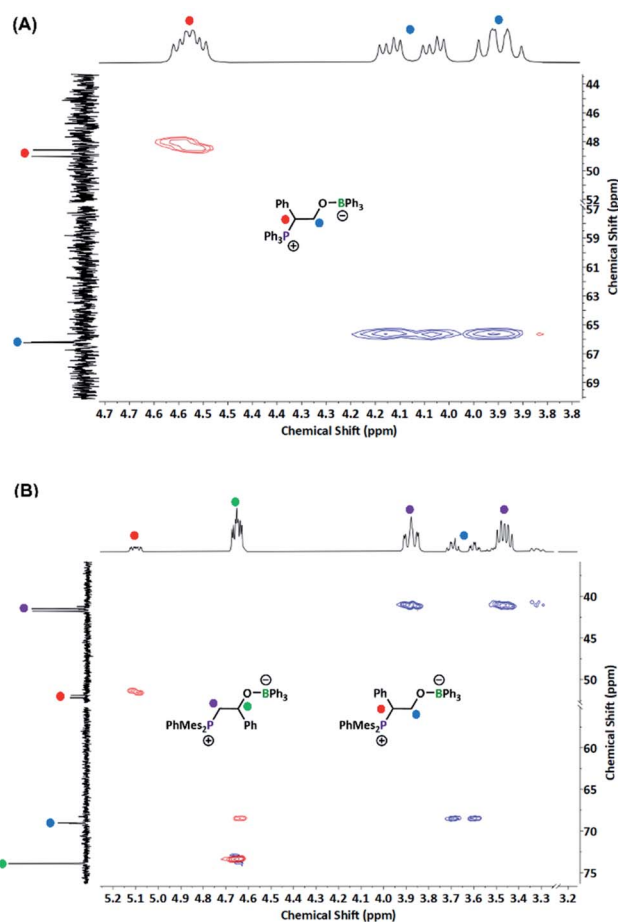 (A)
44
46
48
50
52
57
59
61
63
65
67
69
Chemical Shift (ppm)
Ph
O
BPh3
⊖
Ph3P
⊕
4.7 4.6 4.5 4.4 4.3 4.2 4.1 4.0 3.9 3.8
Chemical Shift (ppm)
(B)
40
45
50
60
65
70
75
Chemical Shift (ppm)
⊖
O
BPh3
PhMes2P
Ph
⊕
⊖
Ph
O
BPh3
PhMes2P
⊕
5.2 5.1 5.0 4.9 4.8 4.7 4.6 4.5 4.4 4.3 4.2 4.1 4.0 3.9 3.8 3.7 3.6 3.5 3.4 3.3 3.2
Chemical Shift (ppm)